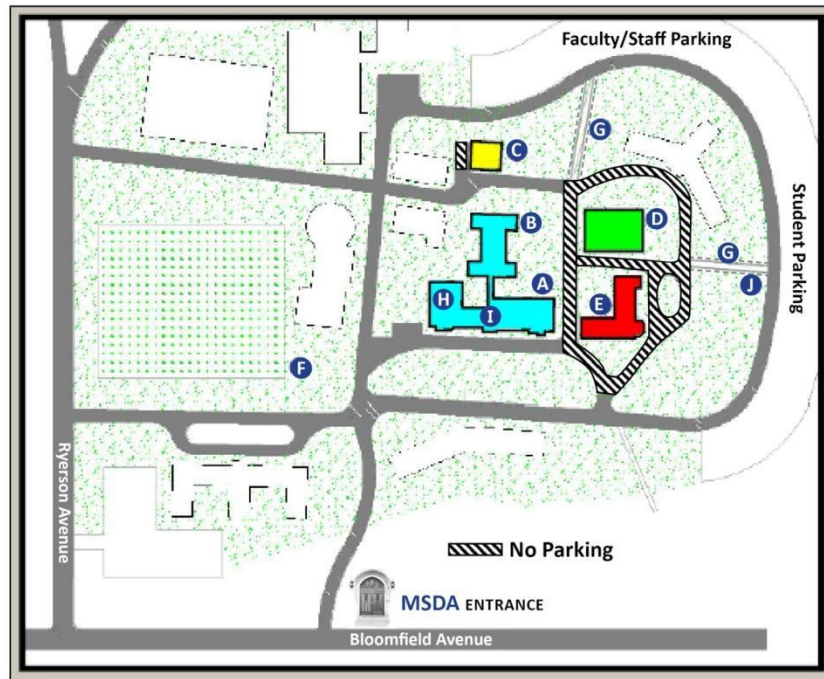 Faculty/Staff Parking
G
C
B
D
Student Parking
G
J
H
A
I
E
F
Ryerson Avenue
No Parking
MSDA ENTRANCE
Bloomfield Avenue